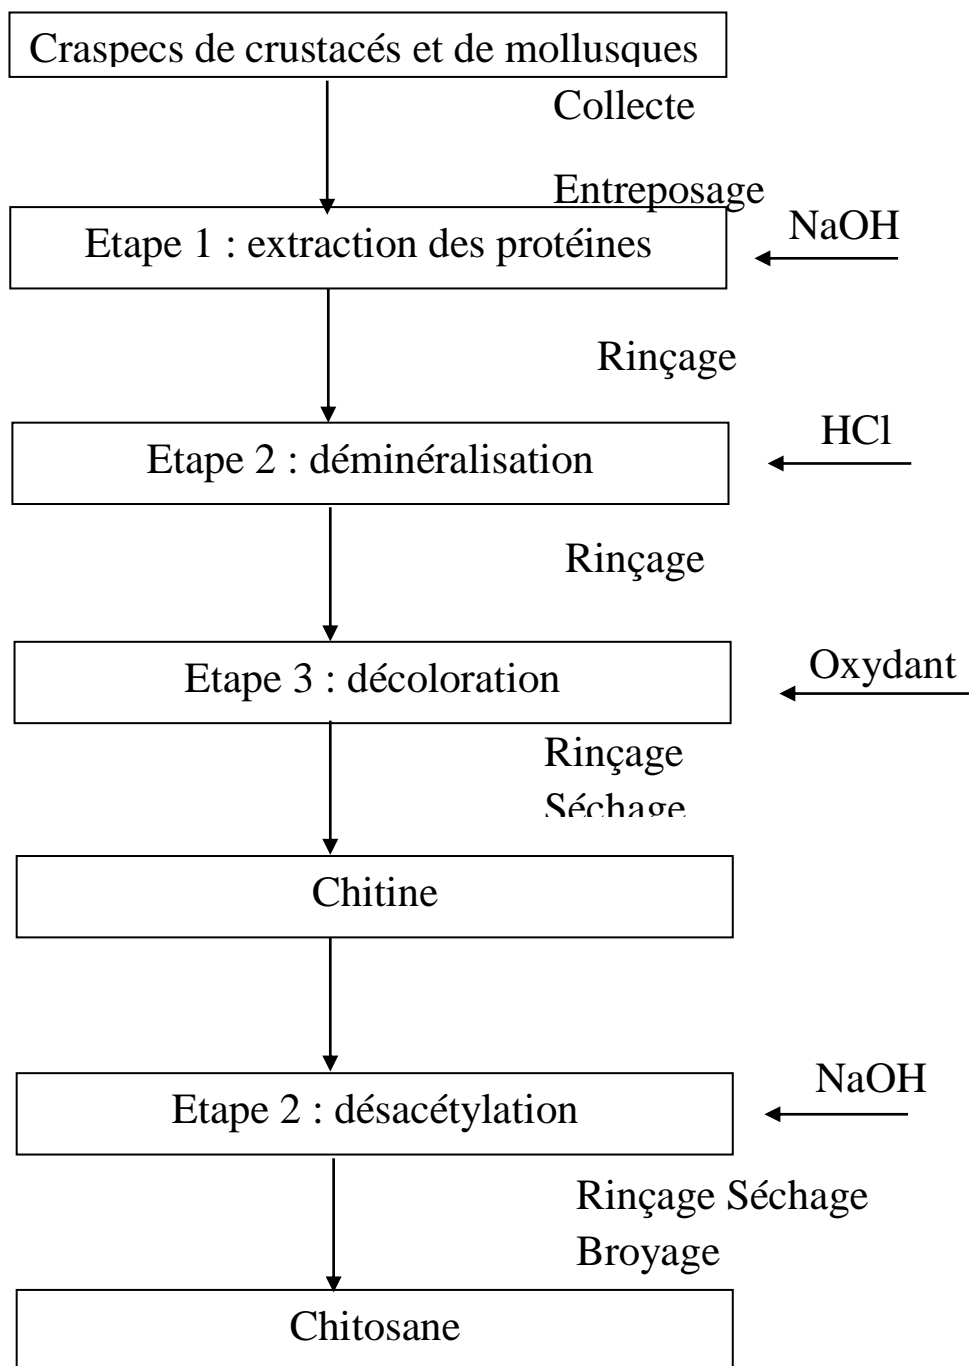 Craspecs de crustacés et de mollusques
Collecte
Entreposage
Etape 1 : extraction des protéines
NaOH
Rinçage
Etape 2 : déminéralisation
HCl
Rinçage
Etape 3 : décoloration
Oxydant
Rinçage
Séchage
Chitine
Etape 2 : désacétylation
NaOH
Rinçage Séchage
Broyage
Chitosane